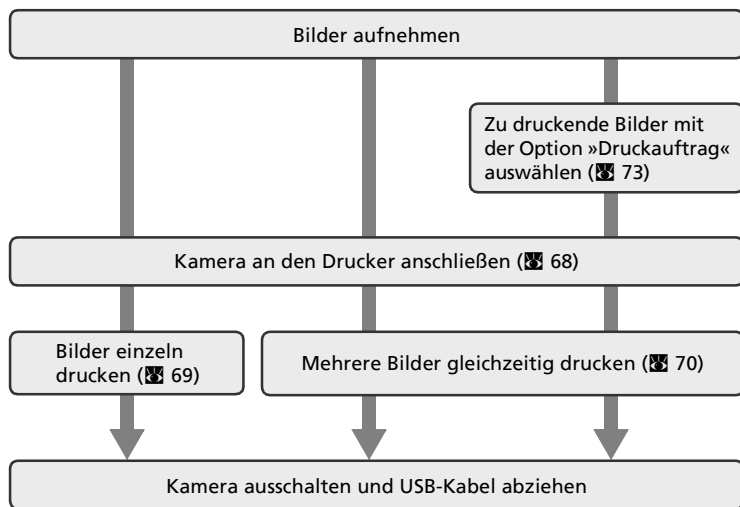 Bilder aufnehmen
Zu druckende Bilder mit
der Option »Druckauftrag«
auswählen ( 73)
Kamera an den Drucker anschließen ( 68)
Bilder einzeln
drucken ( 69)
Mehrere Bilder gleichzeitig drucken ( 70)
Kamera ausschalten und USB-Kabel abziehen